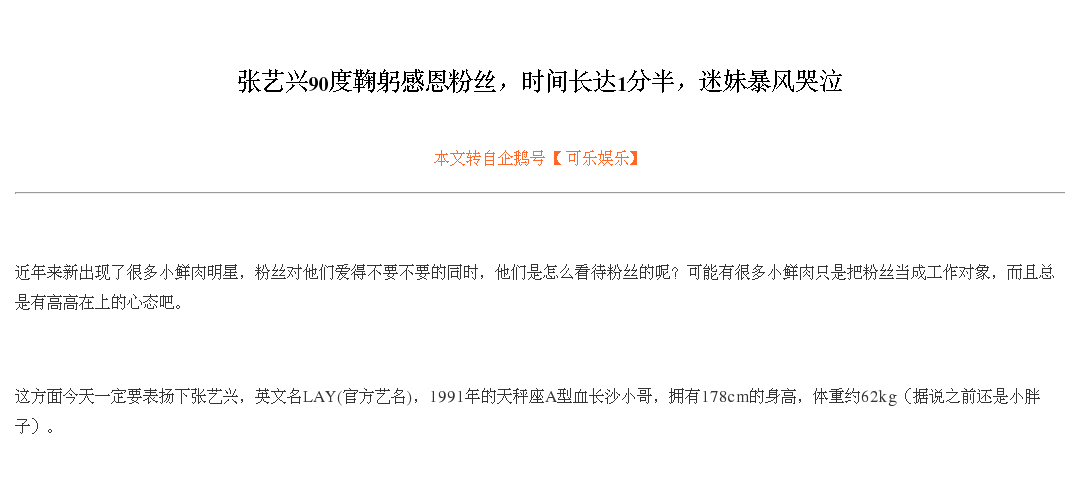 张艺兴90度鞠躬感恩粉丝，时间长达1分半，迷妹暴风哭泣
本文转自企鹅号【 可乐娱乐】
近年来新出现了很多小鲜肉明星，粉丝对他们爱得不要不要的同时，他们是怎么看待粉丝的呢？可能有很多小鲜肉只是把粉丝当成工作对象，而且总
是有高高在上的心态吧。
这方面今天一定要表扬下张艺兴，英文名LAY(官方艺名)，1991年的天秤座A型血长沙小哥，拥有178cm的身高，体重约62kg（据说之前还是小胖
子）。